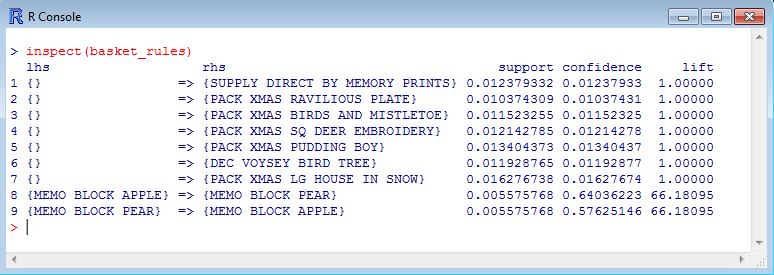 R Console
> inspect(basket_rules)
lhs rhs support confidence lift
1 {} => {SUPPLY DIRECT BY MEMORY PRINTS} 0.012379332 0.01237933 1.00000
2 {} => {PACK XMAS RAVILIOUS PLATE} 0.010374309 0.01037431 1.00000
3 {} => {PACK XMAS BIRDS AND MISTLETOE} 0.011523255 0.01152325 1.00000
4 {} => {PACK XMAS SQ DEER EMBROIDERY} 0.012142785 0.01214278 1.00000
5 {} => {PACK XMAS PUDDING BOY} 0.013404373 0.01340437 1.00000
6 {} => {DEC VOYSEY BIRD TREE} 0.011928765 0.01192877 1.00000
7 {} => {PACK XMAS LG HOUSE IN SNOW} 0.016276738 0.01627674 1.00000
8 {MEMO BLOCK APPLE} => {MEMO BLOCK PEAR} 0.005575768 0.64036223 66.18095
9 {MEMO BLOCK PEAR} => {MEMO BLOCK APPLE} 0.005575768 0.57625146 66.18095
>